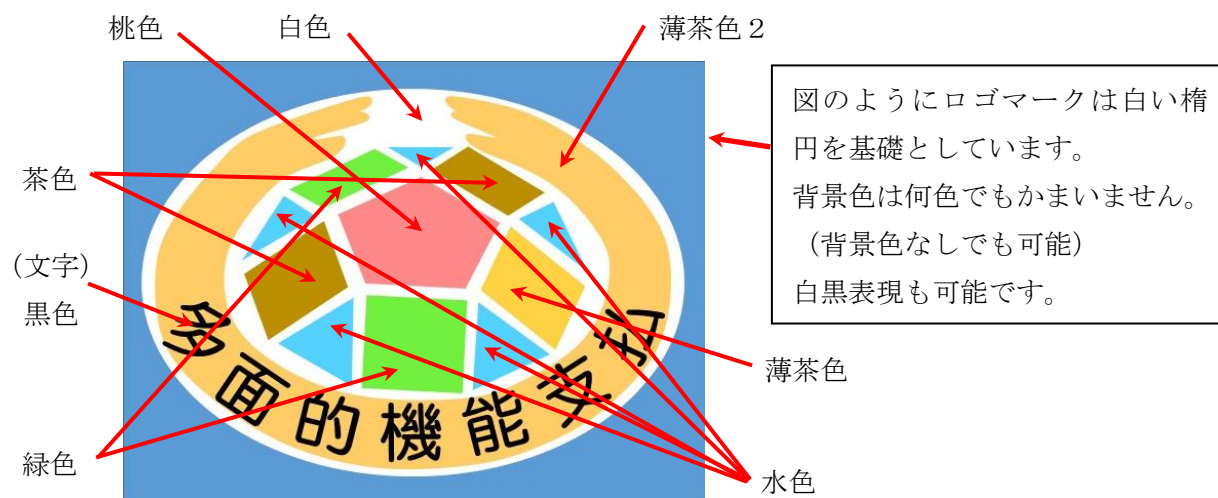 桃色
白色
薄茶色２
図のようにロゴマークは白い楕
円を基礎としています。
背景色は何色でもかまいません。
（背景色なしでも可能）
白黒表現も可能です。
茶色
（文字）
黒色
多面的機能支払
薄茶色
緑色
水色